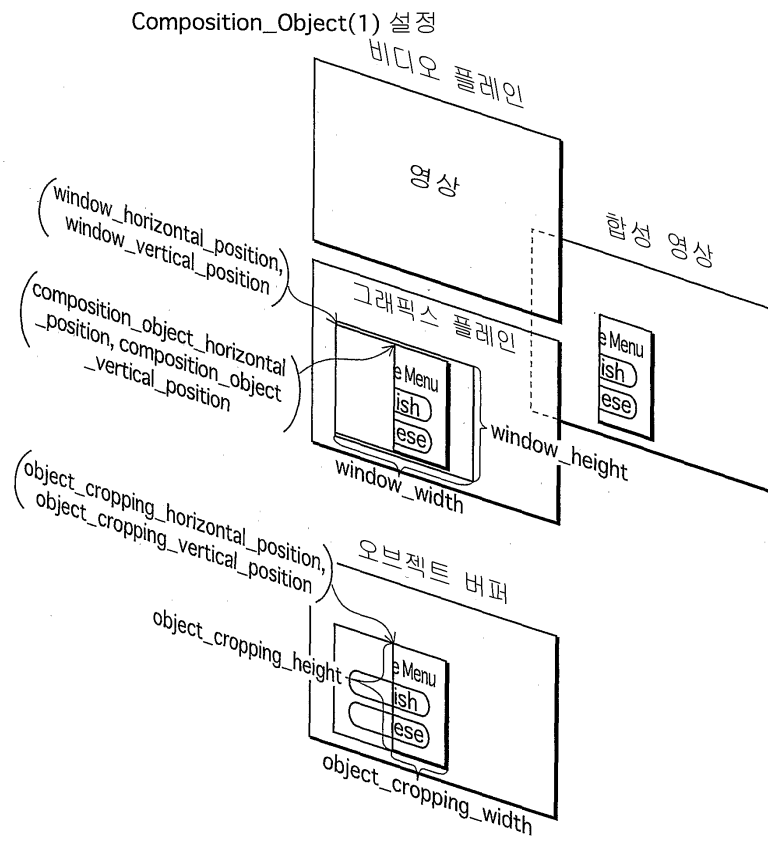 Composition_Object(1) 설정
비디오 플레인
영상
(window_horizontal_position,
window_vertical_position)
합성 영상
그래픽스 플레인
(composition_object_horizontal
_position, composition_object
_vertical_position)
e Menu
ish
ese
e Menu
ish
ese
window_height
window_width
(object_cropping_horizontal_position,
object_cropping_vertical_position)
오브젝트 버퍼
object_cropping_height
e Menu
ish
ese
object_cropping_width